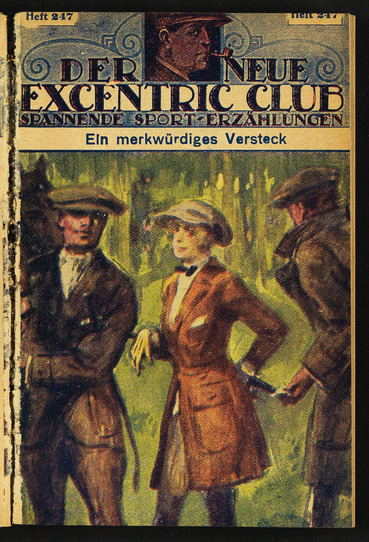 Heft 247
Heft 247
DER NEUE
EXCENTRIC CLUB
SPANNENDE SPORT-ERZÄHLUNGEN
Ein merkwürdiges Versteck